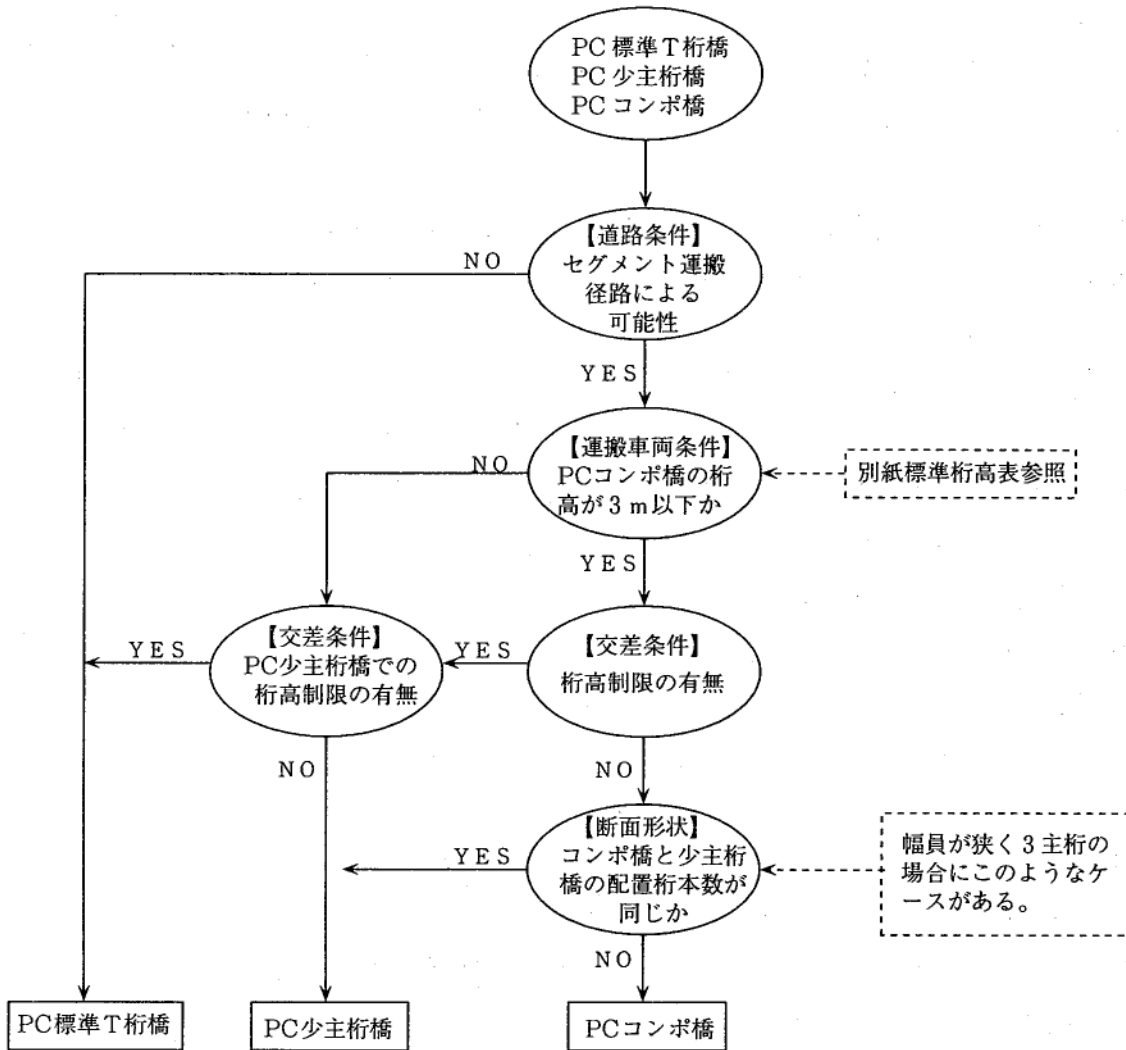 PC 標準T桁橋
PC 少主桁橋
PC コンポ橋
【道路条件】
セグメント運搬
径路による
可能性
NO
YES
【運搬車両条件】
PCコンポ橋の桁
高が3m以下か
NO
別紙標準桁高表参照
YES
【交差条件】
PC少主桁橋での
桁高制限の有無
YES
【交差条件】
桁高制限の有無
YES
NO
NO
【断面形状】
コンポ橋と少主桁
橋の配置桁本数が
同じか
YES
幅員が狭く3主桁の
場合にこのようなケ
ースがある。
NO
PC標準T桁橋
PC少主桁橋
PCコンポ橋